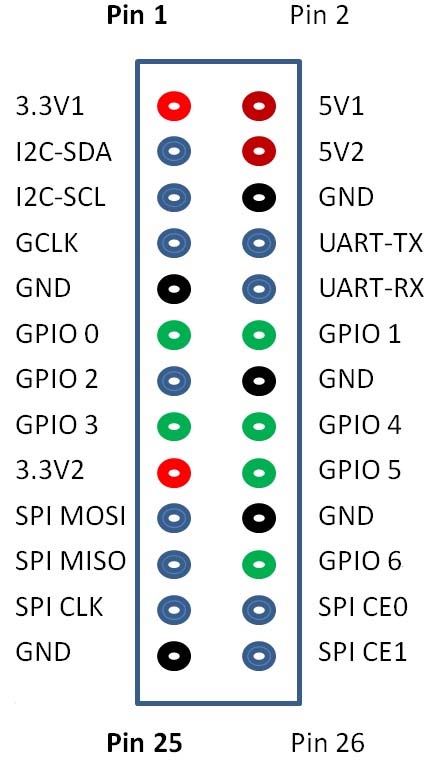 Pin 1 Pin 2
3.3V1 5V1
I2C-SDA 5V2
I2C-SCL GND
GCLK UART-TX
GND UART-RX
GPIO 0 GPIO 1
GPIO 2 GND
GPIO 3 GPIO 4
3.3V2 GPIO 5
SPI MOSI GND
SPI MISO GPIO 6
SPI CLK SPI CE0
GND SPI CE1
Pin 25 Pin 26